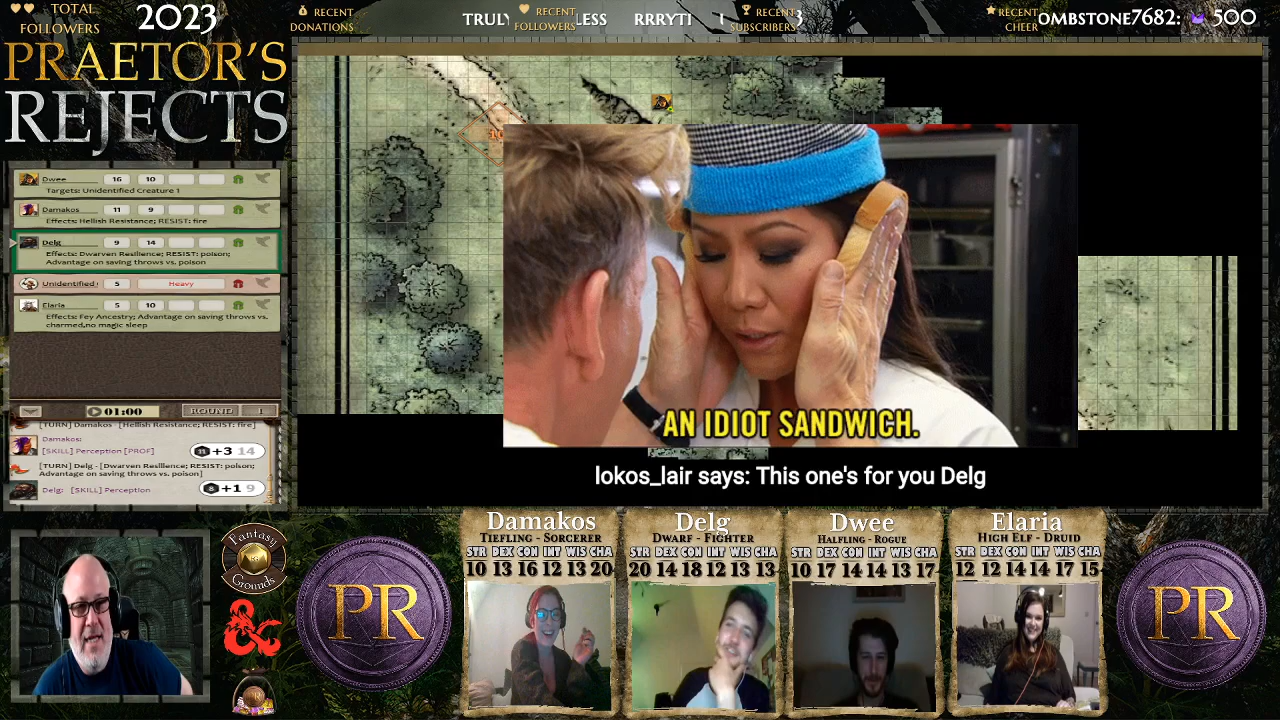 TOTAL
FOLLOWERS
2023
RECENT
DONATIONS
RECENT
FOLLOWERS
RRRYTI
RECENT
SUBSCRIBERS
RECENT
CHEER
OMBSTONE7682: 500
PRAETOR'S
REJECTS
Dwee 16 10
Targets: Unidentified Creature 1
Damakos 11 9
Effects: Hellish Resistance; RESIST: fire
Delg 9 14
Effects: Dwarven Resilience; RESIST: poison;
Advantage on saving throws vs. poison
Unidentified 5 Heavy
Elaria 5 10
Effects: Fey Ancestry; Advantage on saving throws vs.
charmed,no magic sleep
01:00 ROUND 1
[TURN] Damakos - [Hellish Resistance; RESIST: fire]
Damakos:
[SKILL] Perception [PROF] 11 +3 14
[TURN] Delg - [Dwarven Resilience; RESIST: poison;
Advantage on saving throws vs. poison]
Delg: [SKILL] Perception 8 +1 9
AN IDIOT SANDWICH.
lokos_lair says: This one's for you Delg
Fantasy
Grounds
PR
Damakos
TIEFLING - SORCERER
STR DEX CON INT WIS CHA
10 13 16 12 13 20
Delg
DWARF - FIGHTER
STR DEX CON INT WIS CHA
20 14 18 12 13 13
Dwee
HALFLING - ROGUE
STR DEX CON INT WIS CHA
10 17 14 14 13 17
Elaria
HIGH ELF - DRUID
STR DEX CON INT WIS CHA
12 12 14 14 17 15
PR